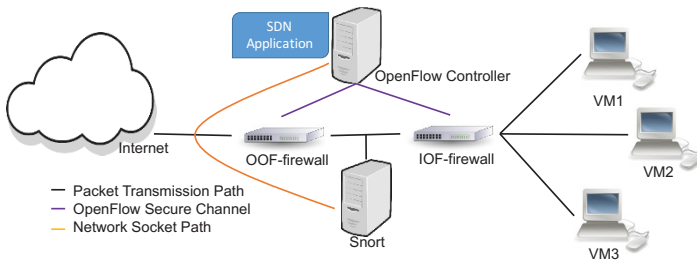 SDN
Application
OpenFlow Controller
VM1
Internet
OOF-firewall
IOF-firewall
VM2
Packet Transmission Path
OpenFlow Secure Channel
Network Socket Path
Snort
VM3